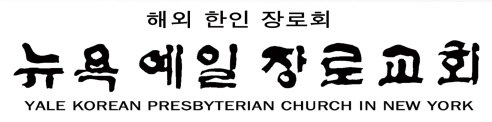 해외 한인 장로회
뉴욕 예일 장로교회
YALE KOREAN PRESBYTERIAN CHURCH IN NEW YORK